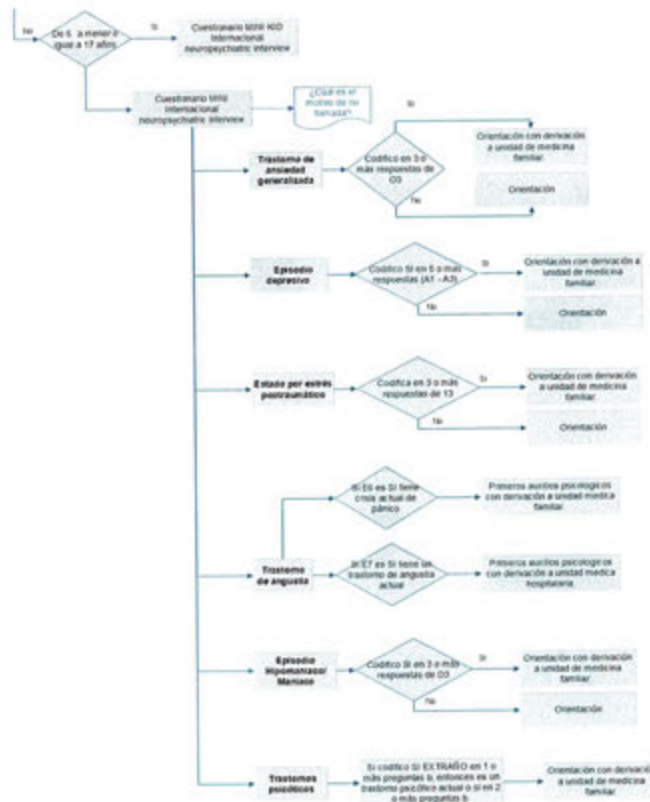 No
De 6 a menor o
igual a 17 años
Si
Cuestionario MINI KID
Internacional
neuropsychiatric interview
Cuestionario MINI
Internacional
neuropsychiatric interview
¿Cuál es el
motivo de su
llamada?
Trastorno de
ansiedad
generalizada
Codifico en 3 o
más respuestas de
O3
Si
No
Orientación con derivación
a unidad de medicina
familiar.
Orientación
Episodio
depresivo
Codifico SI en 5 o más
respuestas (A1 - A3)
Si
No
Orientación con derivación a
unidad de medicina
familiar.
Orientación
Estado por estrés
postraumático
Codifica en 3 o más
respuestas de 13
Si
No
Orientación con derivación
a unidad de medicina
familiar.
Orientación
Trastorno
de angustia
Si E6 es SI tiene
crisis actual de
pánico
Primeros auxilios psicologicos
con derivación a unidad medica
familiar.
Si E7 es SI tiene un
trastorno de angustia
actual
Primeros auxilios psicologicos
con derivación a unidad medica
hospitalaria.
Episodio
Hipomaníaco/
Maníaco
Codifico SI en 3 o más
respuestas de D3
Si
No
Orientación con derivación
a unidad de medicina
familiar.
Orientación
Trastornos
psicóticos
Si codifico SI EXTRAÑO en 1 o
más preguntas b, entonces es un
trastorno psicótico actual o si en 2
o más preguntas b
Orientación con derivación
a unidad de medicina
familiar.